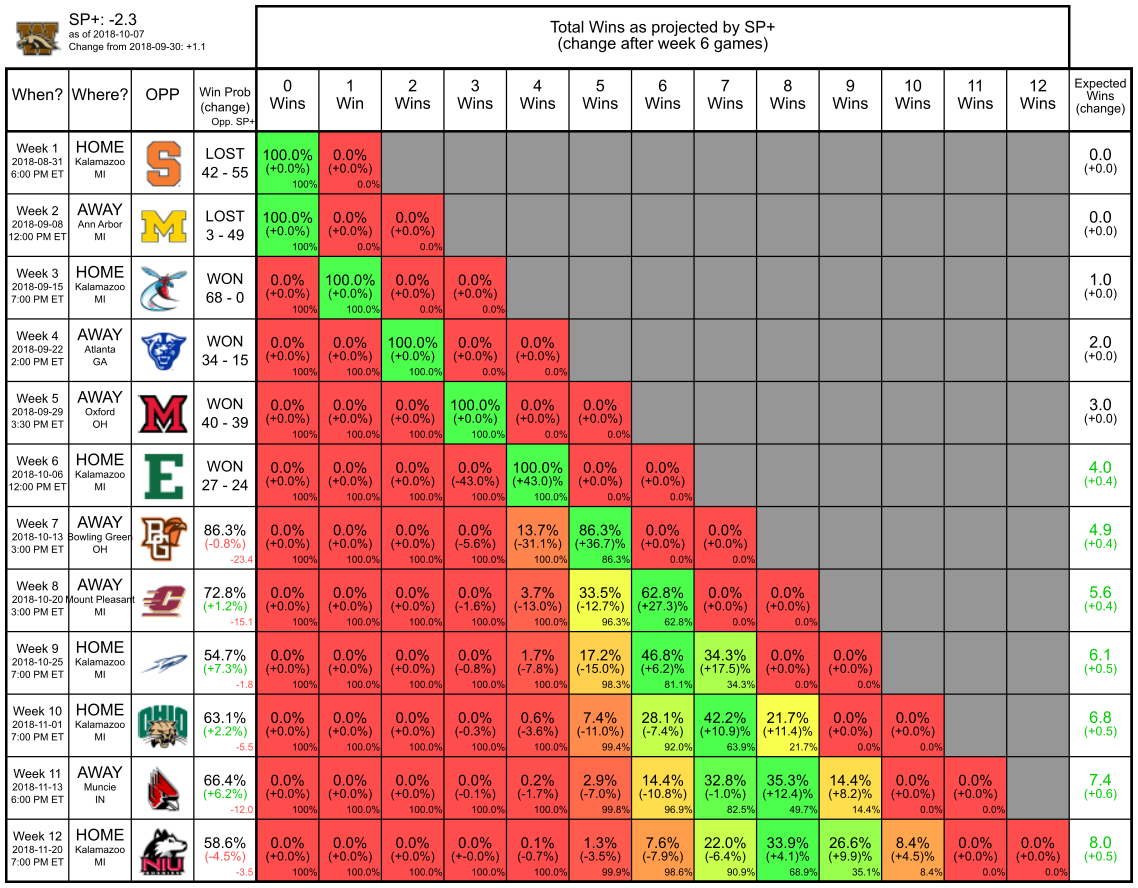 SP+: -2.3
as of 2018-10-07
Change from 2018-09-30: +1.1
Total Wins as projected by SP+
(change after week 6 games)
When? Where? OPP Win Prob (change) Opp. SP+ 0 Wins 1 Win 2 Wins 3 Wins 4 Wins 5 Wins 6 Wins 7 Wins 8 Wins 9 Wins 10 Wins 11 Wins 12 Wins Expected Wins (change)
Week 1 HOME S LOST 100.0% 0.0% 0.0
2018-08-31 Kalamazoo 42 - 55 (+0.0%) (+0.0%) (+0.0)
6:00 PM ET MI 100% 0.0%
Week 2 AWAY M LOST 100.0% 0.0% 0.0% 0.0
2018-09-08 Ann Arbor 3 - 49 (+0.0%) (+0.0%) (+0.0%) (+0.0)
12:00 PM ET MI 100% 0.0% 0.0%
Week 3 HOME WON 0.0% 100.0% 0.0% 0.0% 1.0
2018-09-15 Kalamazoo 68 - 0 (+0.0%) (+0.0%) (+0.0%) (+0.0%) (+0.0)
7:00 PM ET MI 100% 100.0% 0.0% 0.0%
Week 4 AWAY WON 0.0% 0.0% 100.0% 0.0% 0.0% 2.0
2018-09-22 Atlanta 34 - 15 (+0.0%) (+0.0%) (+0.0%) (+0.0%) (+0.0%) (+0.0)
2:00 PM ET GA 100% 100.0% 100.0% 0.0% 0.0%
Week 5 AWAY M WON 0.0% 0.0% 0.0% 100.0% 0.0% 0.0% 3.0
2018-09-29 Oxford 40 - 39 (+0.0%) (+0.0%) (+0.0%) (+0.0%) (+0.0%) (+0.0%) (+0.0)
3:30 PM ET OH 100% 100.0% 100.0% 100.0% 0.0% 0.0%
Week 6 HOME E WON 0.0% 0.0% 0.0% 0.0% 100.0% 0.0% 0.0% 4.0
2018-10-06 Kalamazoo 27 - 24 (+0.0%) (+0.0%) (+0.0%) (-43.0%) (+43.0)% (+0.0%) (+0.0%) (+0.4)
12:00 PM ET MI 100% 100.0% 100.0% 100.0% 100.0% 0.0% 0.0%
Week 7 AWAY BG 86.3% 0.0% 0.0% 0.0% 0.0% 13.7% 86.3% 0.0% 0.0% 4.9
2018-10-13 Bowling Green (-0.8%) (+0.0%) (+0.0%) (+0.0%) (-5.6%) (-31.1%) (+36.7)% (+0.0%) (+0.0%) (+0.4)
3:00 PM ET OH -23.4 100% 100.0% 100.0% 100.0% 100.0% 86.3% 0.0% 0.0%
Week 8 AWAY C 72.8% 0.0% 0.0% 0.0% 0.0% 3.7% 33.5% 62.8% 0.0% 0.0% 5.6
2018-10-20 Mount Pleasant (+1.2%) (+0.0%) (+0.0%) (+0.0%) (-1.6%) (-13.0%) (-12.7%) (+27.3)% (+0.0%) (+0.0%) (+0.4)
3:00 PM ET MI -15.1 100% 100.0% 100.0% 100.0% 100.0% 96.3% 62.8% 0.0% 0.0%
Week 9 HOME 54.7% 0.0% 0.0% 0.0% 0.0% 1.7% 17.2% 46.8% 34.3% 0.0% 0.0% 6.1
2018-10-25 Kalamazoo (+7.3%) (+0.0%) (+0.0%) (+0.0%) (-0.8%) (-7.8%) (-15.0%) (+6.2)% (+17.5)% (+0.0%) (+0.0%) (+0.5)
7:00 PM ET MI -1.8 100% 100.0% 100.0% 100.0% 100.0% 98.3% 81.1% 34.3% 0.0% 0.0%
Week 10 HOME OHIO 63.1% 0.0% 0.0% 0.0% 0.0% 0.6% 7.4% 28.1% 42.2% 21.7% 0.0% 0.0% 6.8
2018-11-01 Kalamazoo (+2.2%) (+0.0%) (+0.0%) (+0.0%) (-0.3%) (-3.6%) (-11.0%) (-7.4%) (+10.9)% (+11.4)% (+0.0%) (+0.0%) (+0.5)
7:00 PM ET MI -5.5 100% 100.0% 100.0% 100.0% 100.0% 99.4% 92.0% 63.9% 21.7% 0.0% 0.0%
Week 11 AWAY 66.4% 0.0% 0.0% 0.0% 0.0% 0.2% 2.9% 14.4% 32.8% 35.3% 14.4% 0.0% 0.0% 7.4
2018-11-13 Muncie (+6.2%) (+0.0%) (+0.0%) (+0.0%) (-0.1%) (-1.7%) (-7.0%) (-10.8%) (-1.0%) (+12.4)% (+8.2)% (+0.0%) (+0.0%) (+0.6)
6:00 PM ET IN -12.0 100% 100.0% 100.0% 100.0% 100.0% 99.8% 96.9% 82.5% 49.7% 14.4% 0.0% 0.0%
Week 12 HOME NIU 58.6% 0.0% 0.0% 0.0% 0.0% 0.1% 1.3% 7.6% 22.0% 33.9% 26.6% 8.4% 0.0% 0.0% 8.0
2018-11-20 Kalamazoo (-4.5%) (+0.0%) (+0.0%) (+0.0%) (+-0.0%) (-0.7%) (-3.5%) (-7.9%) (-6.4%) (+4.1)% (+9.9)% (+4.5)% (+0.0%) (+0.0%) (+0.5)
7:00 PM ET MI -3.5 100% 100.0% 100.0% 100.0% 100.0% 99.9% 98.6% 90.9% 68.9% 35.1% 8.4% 0.0% 0.0%